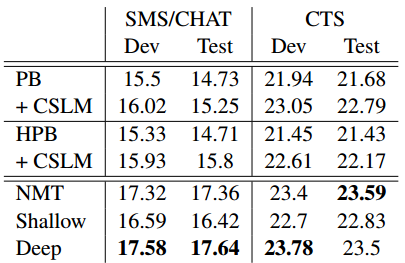 SMS/CHAT CTS
Dev Test Dev Test
PB 15.5 14.73 21.94 21.68
+ CSLM 16.02 15.25 23.05 22.79
HPB 15.33 14.71 21.45 21.43
+ CSLM 15.93 15.8 22.61 22.17
NMT 17.32 17.36 23.4 23.59
Shallow 16.59 16.42 22.7 22.83
Deep 17.58 17.64 23.78 23.5